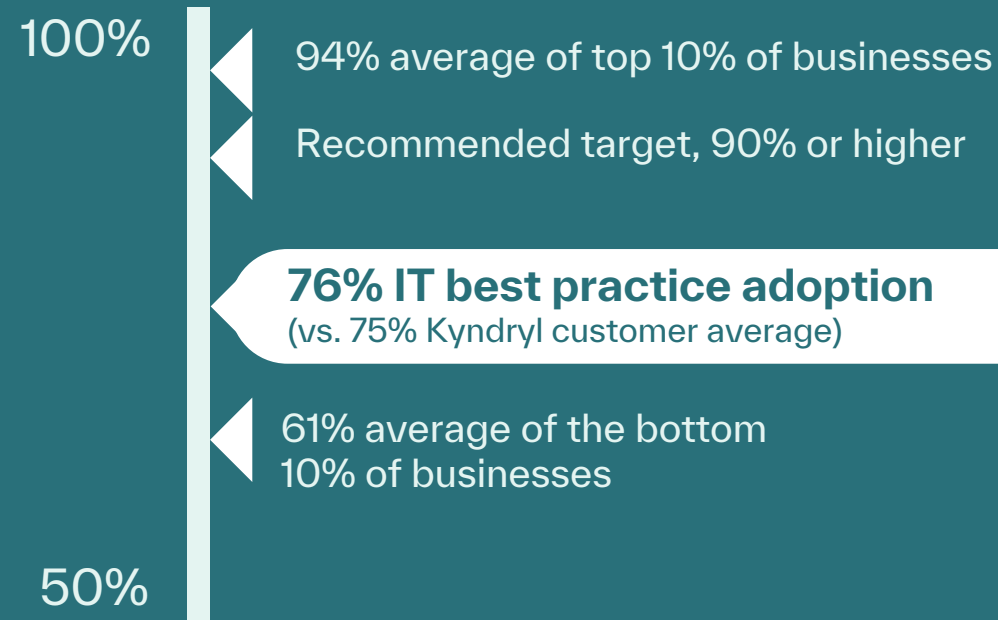 100%
94% average of top 10% of businesses
Recommended target, 90% or higher
76% IT best practice adoption
(vs. 75% Kyndryl customer average)
61% average of the bottom
10% of businesses
50%